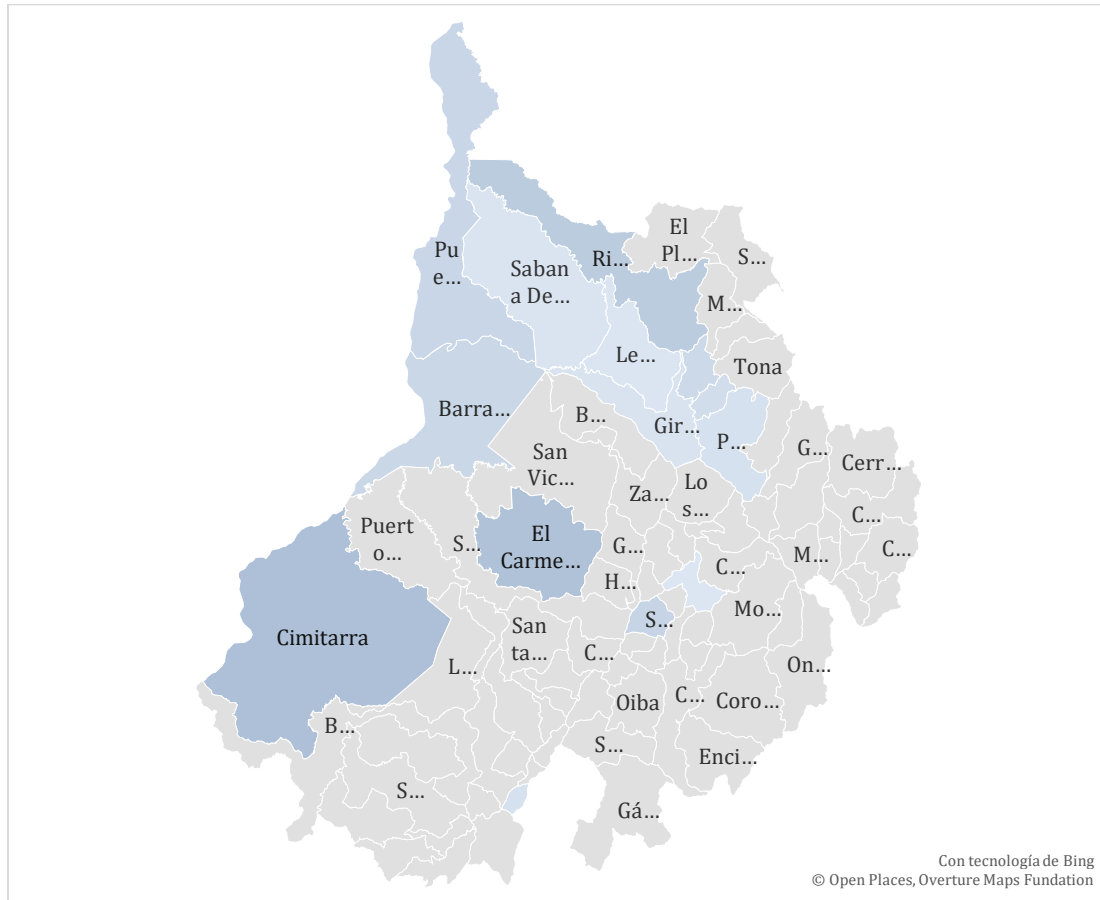 El
Pl...
S...
Pu
e...
Ri...
Saban
a De...
M...
Le...
Tona
Barra...
B...
Gir...
P...
San
Vic...
G...
Cerr...
Za...
Lo
s...
Puert
o...
S...
El
Carme...
G...
C...
M...
C...
C...
H...
Mo...
Cimitarra
San
ta...
S...
C...
L...
On...
Oiba
C...
Coro...
B...
S...
Enci...
S...
Gá...
Con tecnología de Bing
© Open Places, Overture Maps Fundation